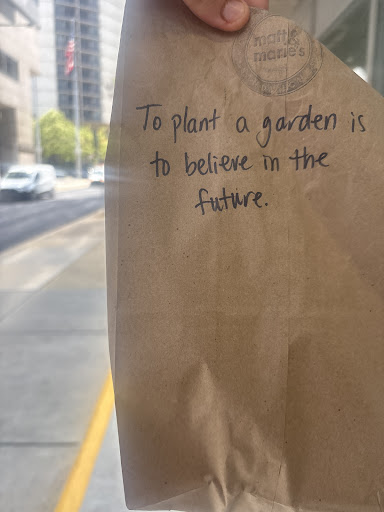 matt &
marie's
To plant a garden is
to believe in the
future.